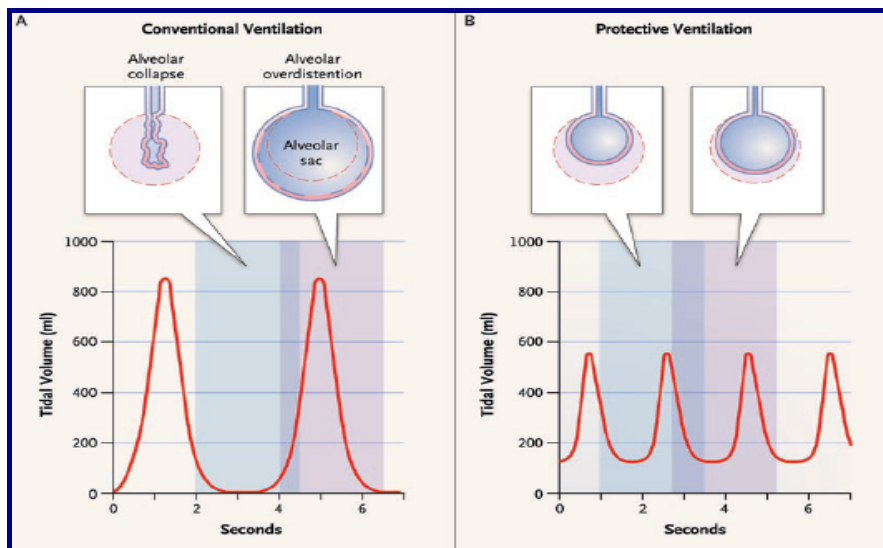 A
Conventional Ventilation
Alveolar
collapse
Alveolar
overdistention
Alveolar
sac
1000
800
600
400
200
0
Tidal Volume (ml)
0
2
4
6
Seconds
B
Protective Ventilation
1000
800
600
400
200
0
Tidal Volume (ml)
0
2
4
6
Seconds